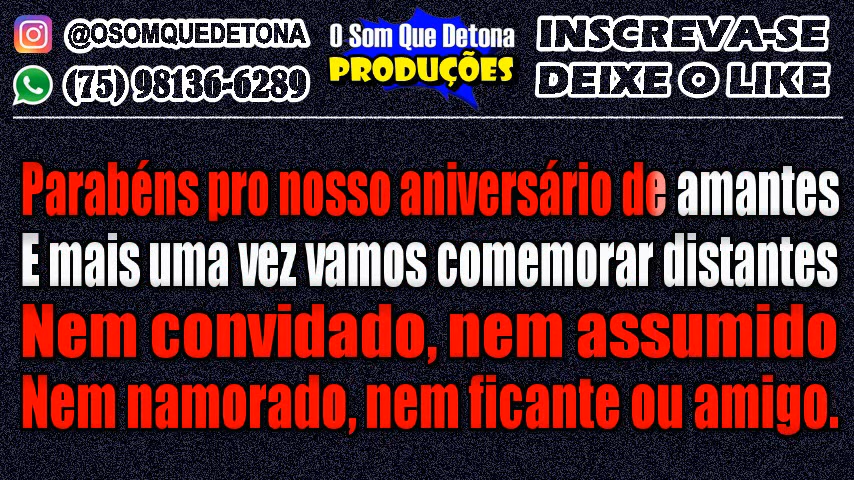 @OSOMQUEDETONA
(75) 98136-6289
O Som Que Detona
PRODUÇÕES
INSCREVA-SE
DEIXE O LIKE
Parabéns pro nosso aniversário de amantes
E mais uma vez vamos comemorar distantes
Nem convidado, nem assumido
Nem namorado, nem ficante ou amigo.